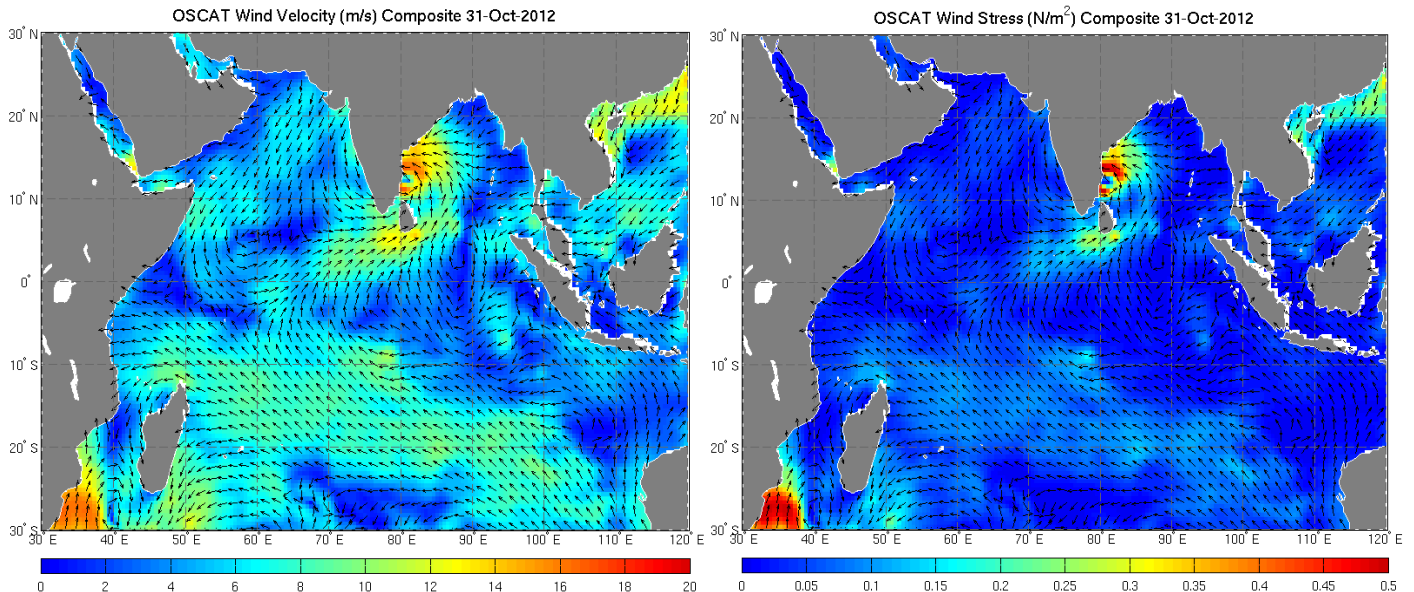 OSCAT Wind Velocity (m/s) Composite 31-Oct-2012
30° N
20° N
10° N
0°
10° S
20° S
30° S
30° E 40° E 50° E 60° E 70° E 80° E 90° E 100° E 110° E 120° E
0 2 4 6 8 10 12 14 16 18 20
OSCAT Wind Stress (N/m²) Composite 31-Oct-2012
30° N
20° N
10° N
0°
10° S
20° S
30° S
30° E 40° E 50° E 60° E 70° E 80° E 90° E 100° E 110° E 120° E
0 0.05 0.1 0.15 0.2 0.25 0.3 0.35 0.4 0.45 0.5